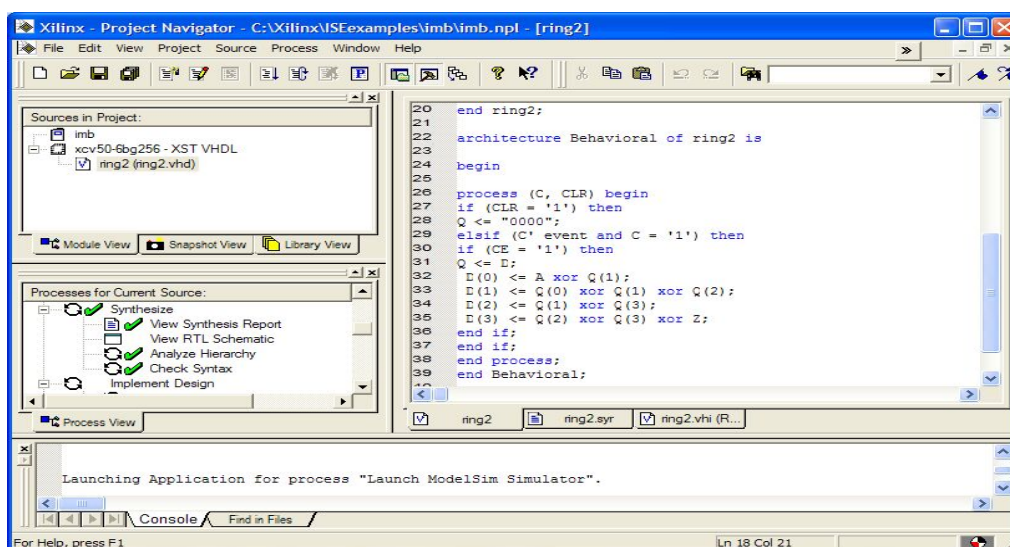 Xilinx - Project Navigator - C:\Xilinx\ISEexamples\imb\imb.npl - [ring2]
File Edit View Project Source Process Window Help
»
Sources in Project:
imb
xcv50-6bg256 - XST VHDL
ring2 (ring2.vhd)
Module View Snapshot View Library View
Processes for Current Source:
Synthesize
View Synthesis Report
View RTL Schematic
Analyze Hierarchy
Check Syntax
Implement Design
Process View
20 end ring2;
21
22 architecture Behavioral of ring2 is
23
24 begin
25
26 process (C, CLR) begin
27 if (CLR = '1') then
28 Q <= "0000";
29 elsif (C' event and C = '1') then
30 if (CE = '1') then
31 Q <= D;
32 D(0) <= A xor Q(1);
33 D(1) <= Q(0) xor Q(1) xor Q(2);
34 D(2) <= Q(1) xor Q(3);
35 D(3) <= Q(2) xor Q(3) xor Z;
36 end if;
37 end if;
38 end process;
39 end Behavioral;
ring2 ring2.syr ring2.vhi (R...
Launching Application for process "Launch ModelSim Simulator".
Console Find in Files
For Help, press F1
Ln 18 Col 21